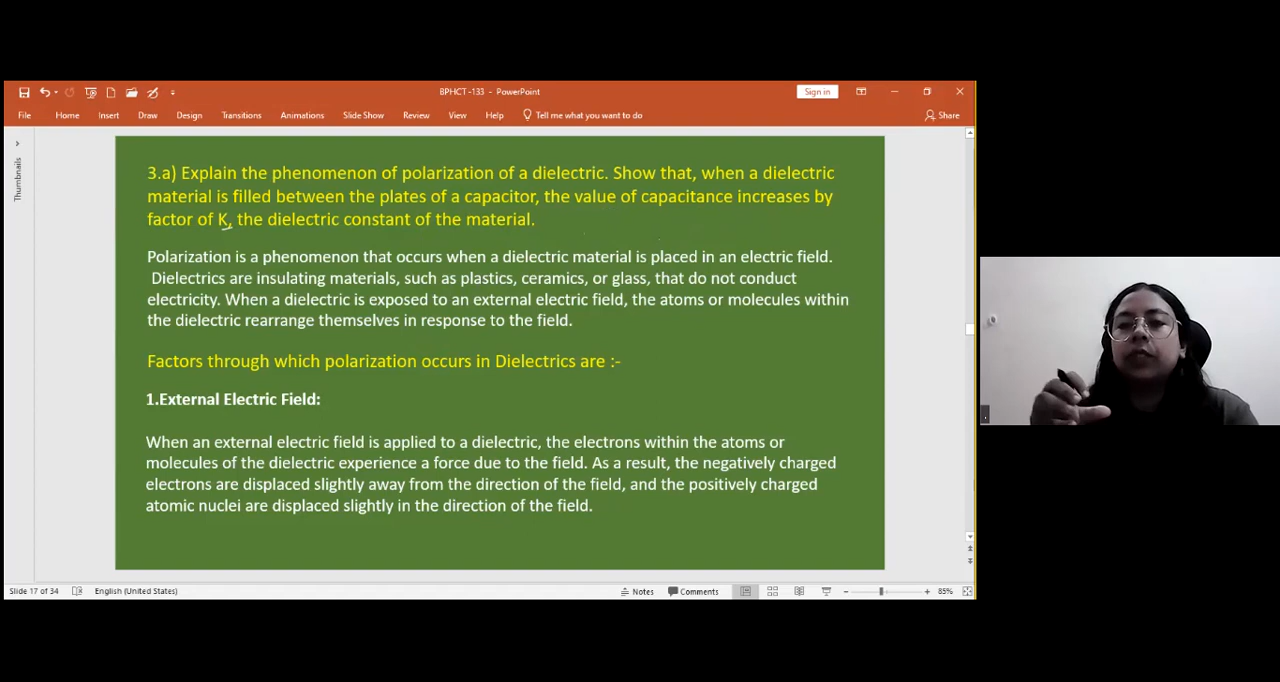 BPHCT -133 - PowerPoint
Sign in
File Home Insert Draw Design Transitions Animations Slide Show Review View Help Tell me what you want to do
Share
Thumbnails
3.a) Explain the phenomenon of polarization of a dielectric. Show that, when a dielectric
material is filled between the plates of a capacitor, the value of capacitance increases by
factor of K, the dielectric constant of the material.
Polarization is a phenomenon that occurs when a dielectric material is placed in an electric field.
Dielectrics are insulating materials, such as plastics, ceramics, or glass, that do not conduct
electricity. When a dielectric is exposed to an external electric field, the atoms or molecules within
the dielectric rearrange themselves in response to the field.
Factors through which polarization occurs in Dielectrics are :-
1.External Electric Field:
When an external electric field is applied to a dielectric, the electrons within the atoms or
molecules of the dielectric experience a force due to the field. As a result, the negatively charged
electrons are displaced slightly away from the direction of the field, and the positively charged
atomic nuclei are displaced slightly in the direction of the field.
Slide 17 of 34 English (United States) Notes Comments 85%